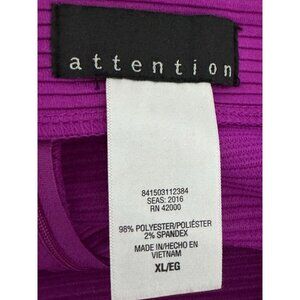 attention
841503112384
SEAS: 2016
RN 42000
98% POLYESTER/POLIÉSTER
2% SPANDEX
MADE IN/HECHO EN
VIETNAM
XL/EG